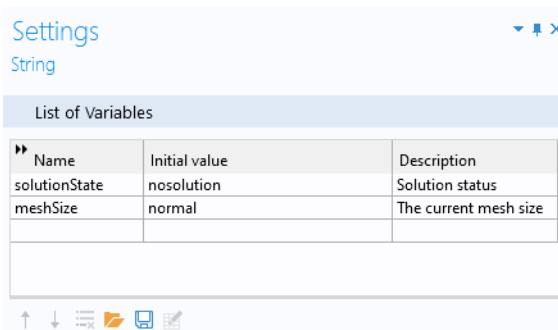 Settings
String
List of Variables
Name Initial value Description
solutionState nosolution Solution status
meshSize normal The current mesh size